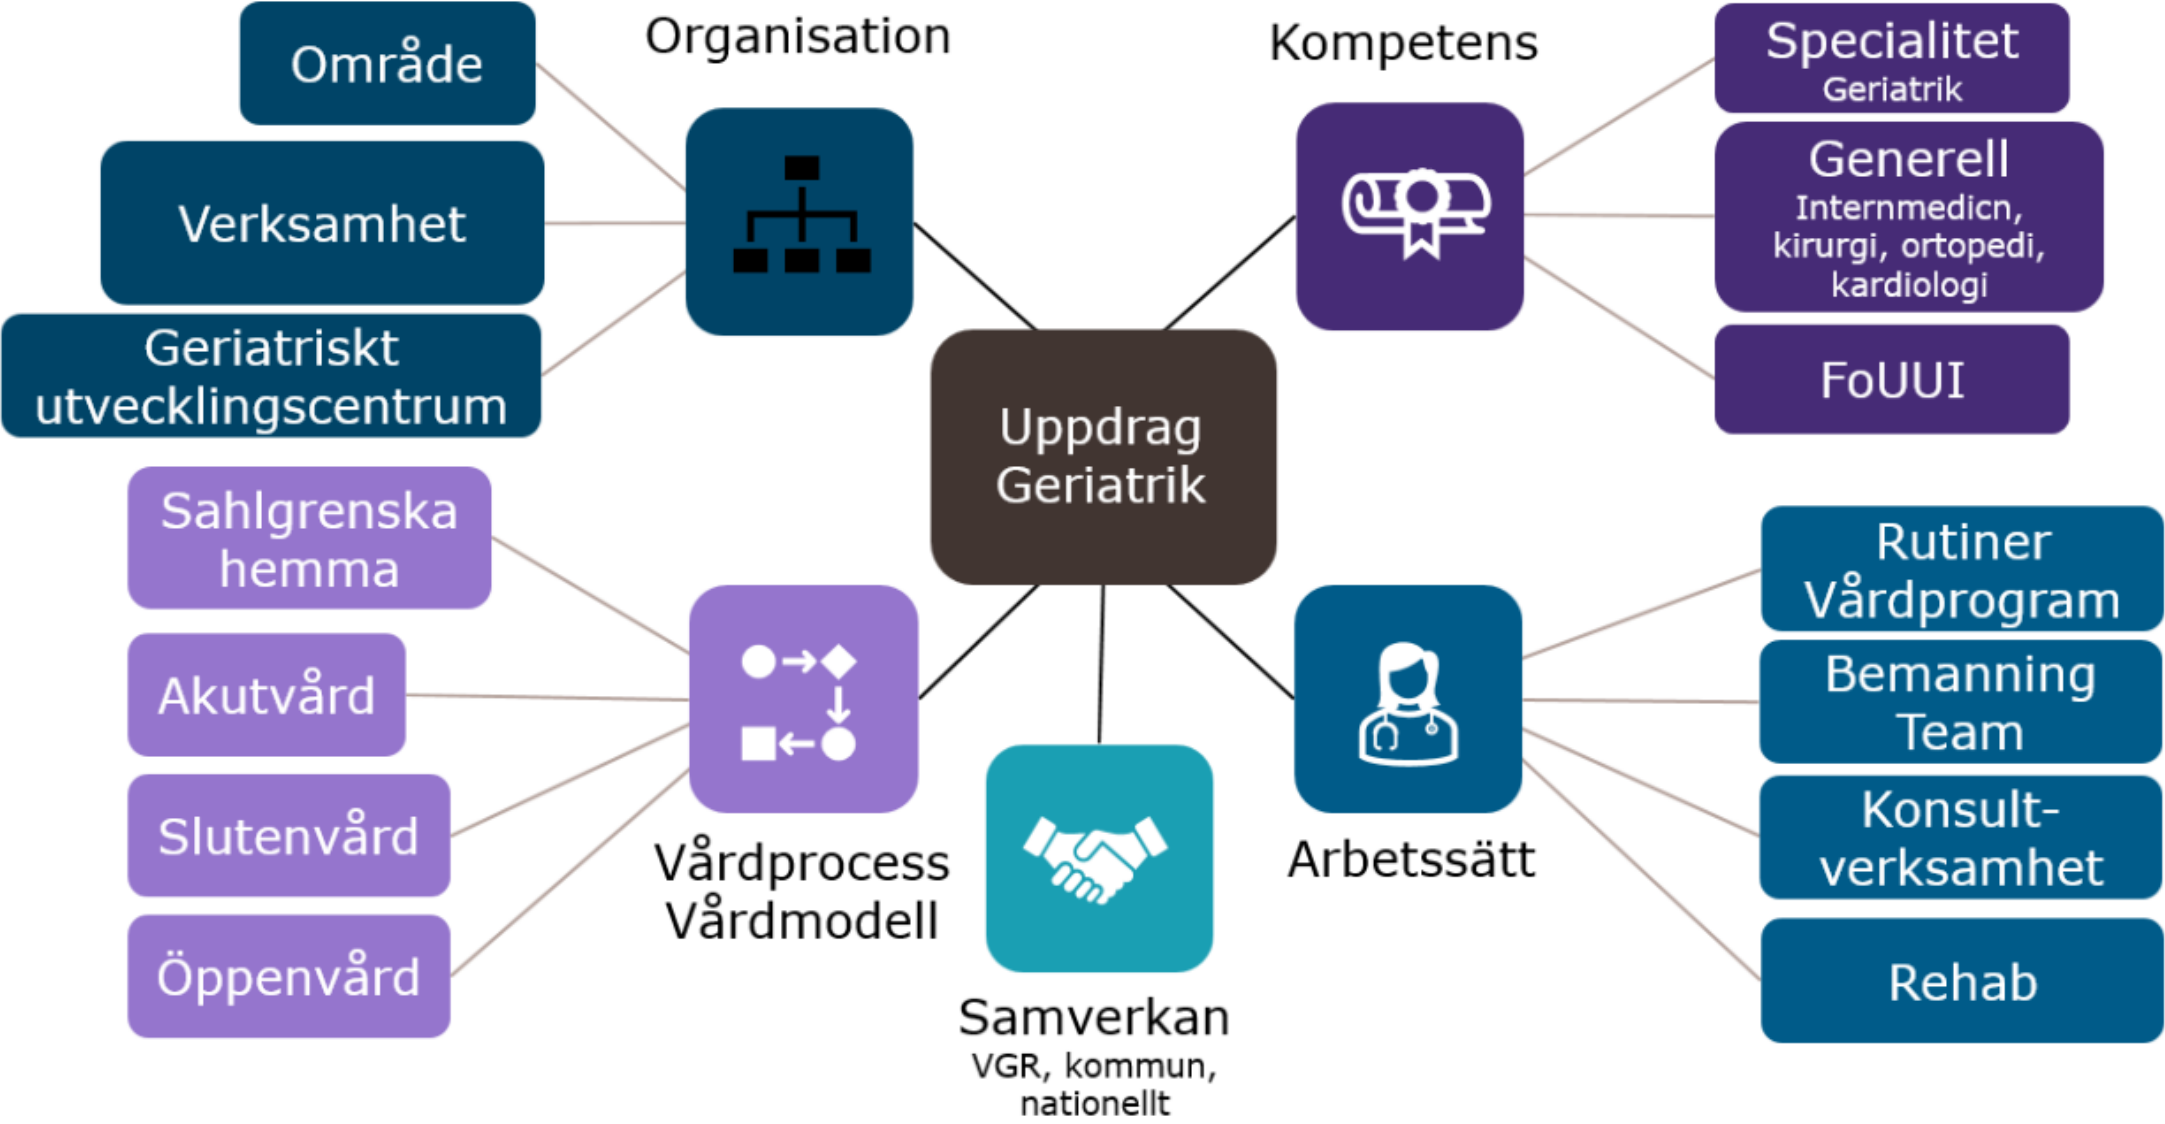 Organisation
Område
Verksamhet
Geriatriskt
utvecklingscentrum
Kompetens
Specialitet
Geriatrik
Generell
Internmedicn,
kirurgi, ortopedi,
kardiologi
FoUUI
Uppdrag
Geriatrik
Sahlgrenska
hemma
Akutvård
Slutenvård
Öppenvård
Vårdprocess
Vårdmodell
Samverkan
VGR, kommun,
nationellt
Arbetssätt
Rutiner
Vårdprogram
Bemanning
Team
Konsult-
verksamhet
Rehab